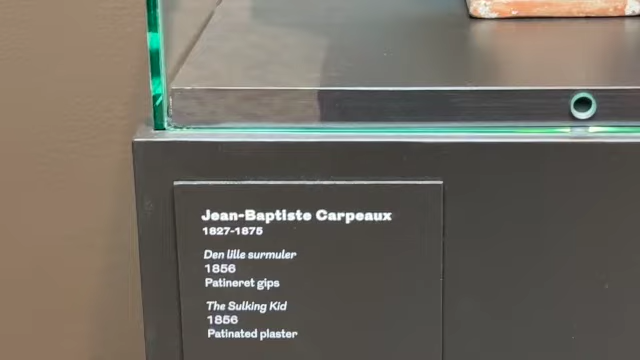 Jean-Baptiste Carpeaux
1827-1875
Den lille surmuler
1856
Patineret gips
The Sulking Kid
1856
Patinated plaster